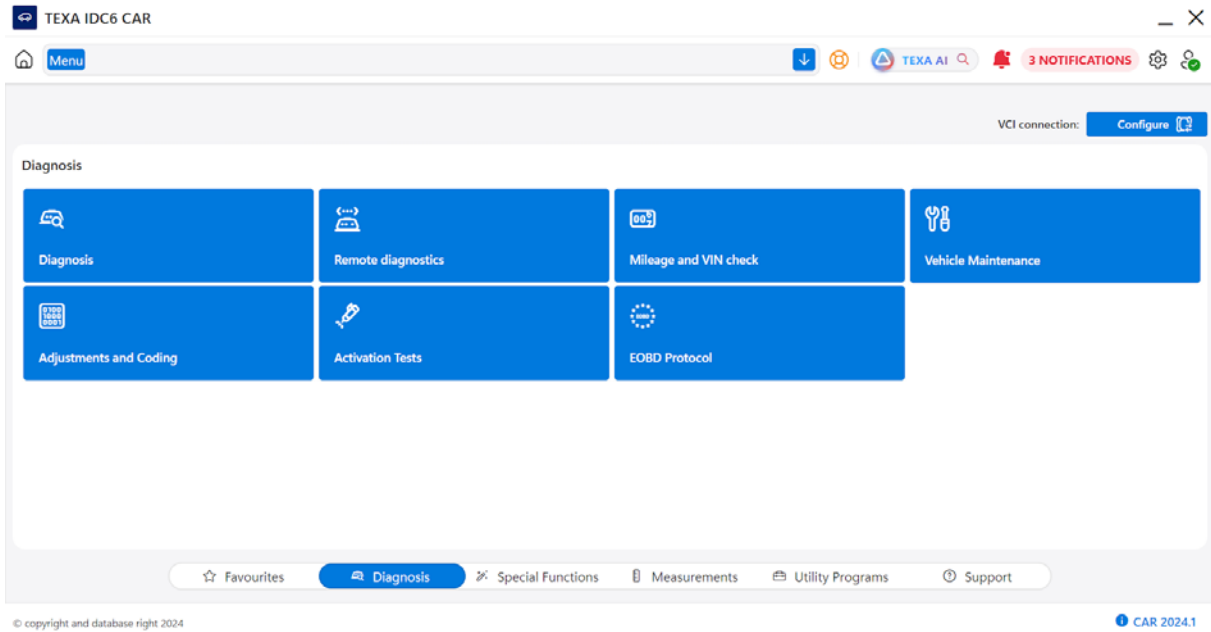 TEXA IDC6 CAR
Menu
TEXA AI
3 NOTIFICATIONS
VCI connection:
Configure
Diagnosis
Diagnosis
Remote diagnostics
Mileage and VIN check
Vehicle Maintenance
Adjustments and Coding
Activation Tests
EOBD Protocol
Favourites
Diagnosis
Special Functions
Measurements
Utility Programs
Support
© copyright and database right 2024
CAR 2024.1